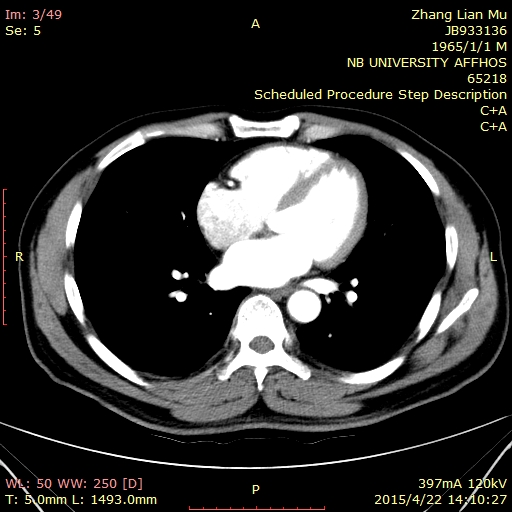 Im: 3/49
Se: 5
A
Zhang Lian Mu
JB933136
1965/1/1 M
NB UNIVERSITY AFFHOS
65218
Scheduled Procedure Step Description
C+A
C+A
R
L
WL: 50 WW: 250 [D]
T: 5.0mm L: 1493.0mm
P
397mA 120kV
2015/4/22 14:10:27